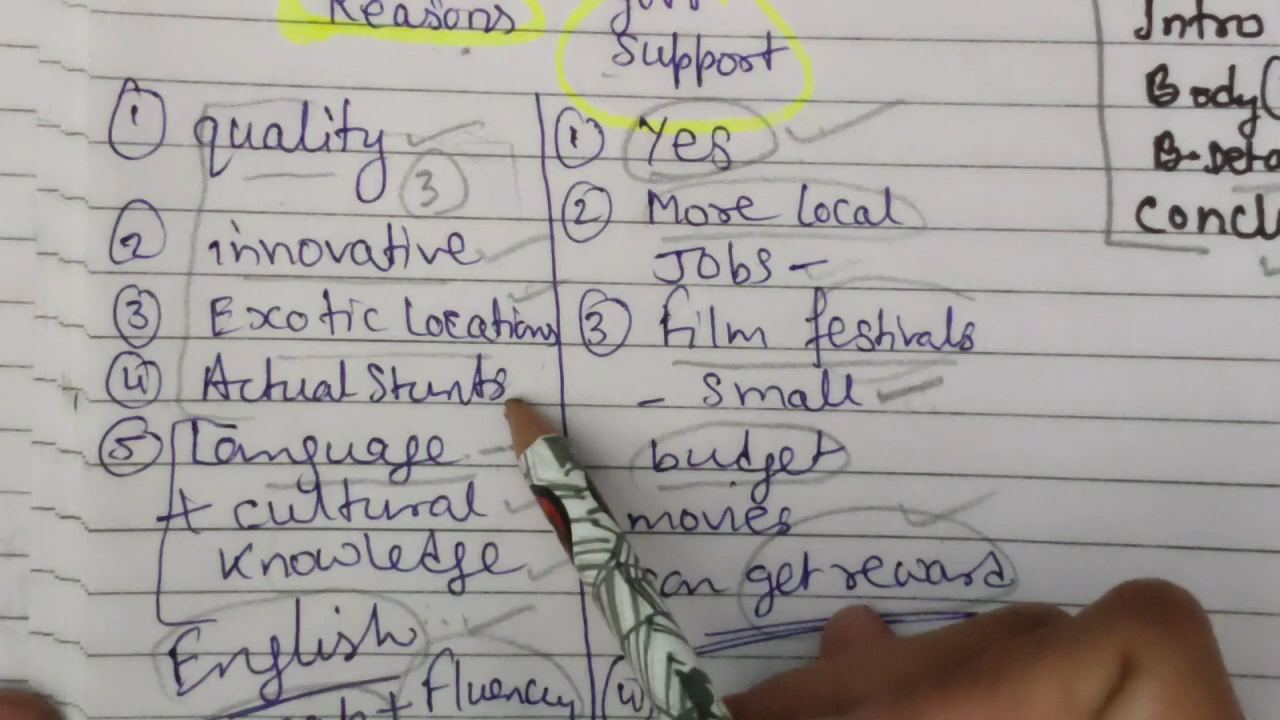 Reasons
① quality
③
② innovative
③ Exotic Locations
④ Actual Stunts
⑤ Language
+ cultural
knowledge
English
fluency
Support
① Yes
② More local
Jobs -
③ film festivals
- small
budget
movies
can get reward
④
Intro
Body (